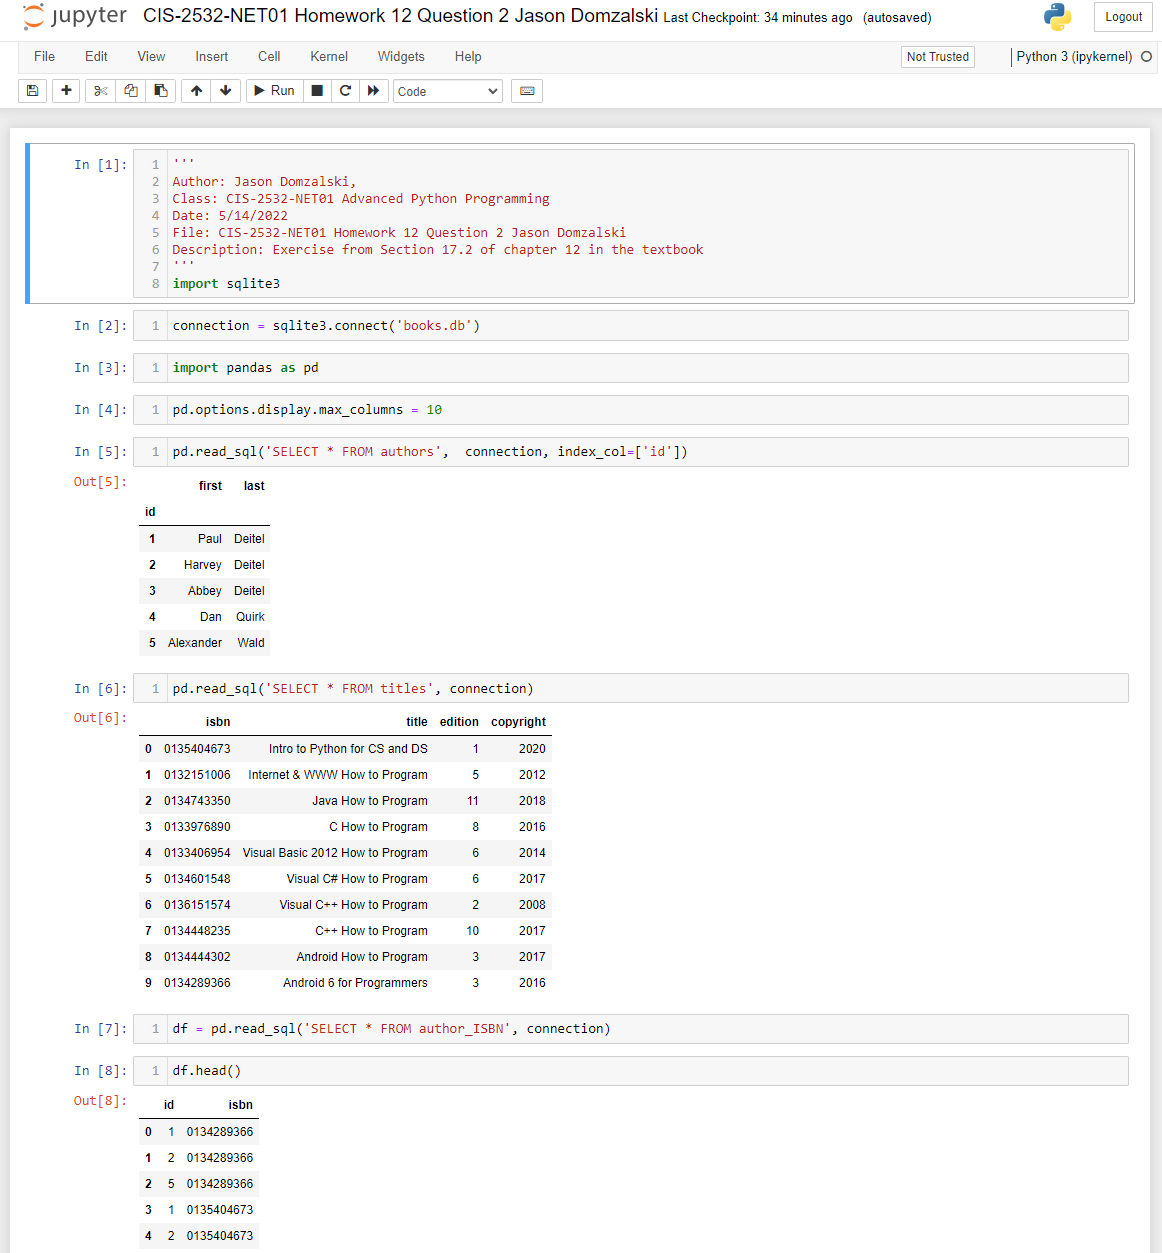 jupyter CIS-2532-NET01 Homework 12 Question 2 Jason Domzalski Last Checkpoint: 34 minutes ago (autosaved) Logout
File Edit View Insert Cell Kernel Widgets Help Not Trusted Python 3 (ipykernel)
Run Code
In [1]: 1 '''
2 Author: Jason Domzalski,
3 Class: CIS-2532-NET01 Advanced Python Programming
4 Date: 5/14/2022
5 File: CIS-2532-NET01 Homework 12 Question 2 Jason Domzalski
6 Description: Exercise from Section 17.2 of chapter 12 in the textbook
7 '''
8 import sqlite3
In [2]: 1 connection = sqlite3.connect('books.db')
In [3]: 1 import pandas as pd
In [4]: 1 pd.options.display.max_columns = 10
In [5]: 1 pd.read_sql('SELECT * FROM authors',  connection, index_col=['id'])
Out[5]:
first last
id
1 Paul Deitel
2 Harvey Deitel
3 Abbey Deitel
4 Dan Quirk
5 Alexander Wald
In [6]: 1 pd.read_sql('SELECT * FROM titles', connection)
Out[6]:
isbn title edition copyright
0 0135404673 Intro to Python for CS and DS 1 2020
1 0132151006 Internet & WWW How to Program 5 2012
2 0134743350 Java How to Program 11 2018
3 0133976890 C How to Program 8 2016
4 0133406954 Visual Basic 2012 How to Program 6 2014
5 0134601548 Visual C# How to Program 6 2017
6 0136151574 Visual C++ How to Program 2 2008
7 0134448235 C++ How to Program 10 2017
8 0134444302 Android How to Program 3 2017
9 0134289366 Android 6 for Programmers 3 2016
In [7]: 1 df = pd.read_sql('SELECT * FROM author_ISBN', connection)
In [8]: 1 df.head()
Out[8]:
id isbn
0 1 0134289366
1 2 0134289366
2 5 0134289366
3 1 0135404673
4 2 0135404673